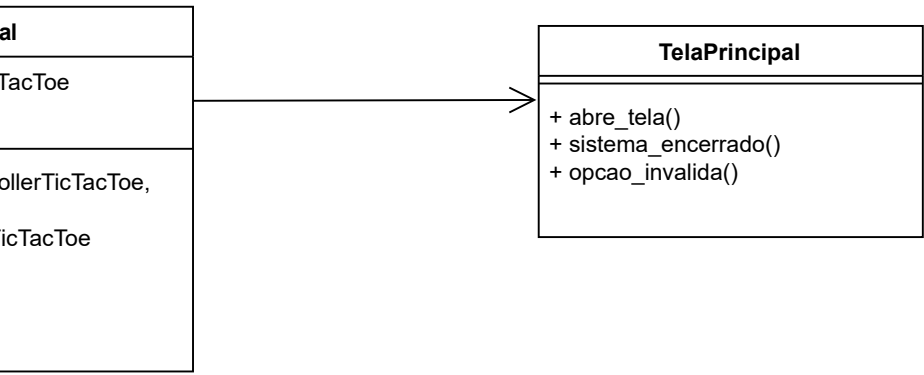 al
TacToe
ollerTicTacToe,
icTacToe
TelaPrincipal
+ abre_tela()
+ sistema_encerrado()
+ opcao_invalida()